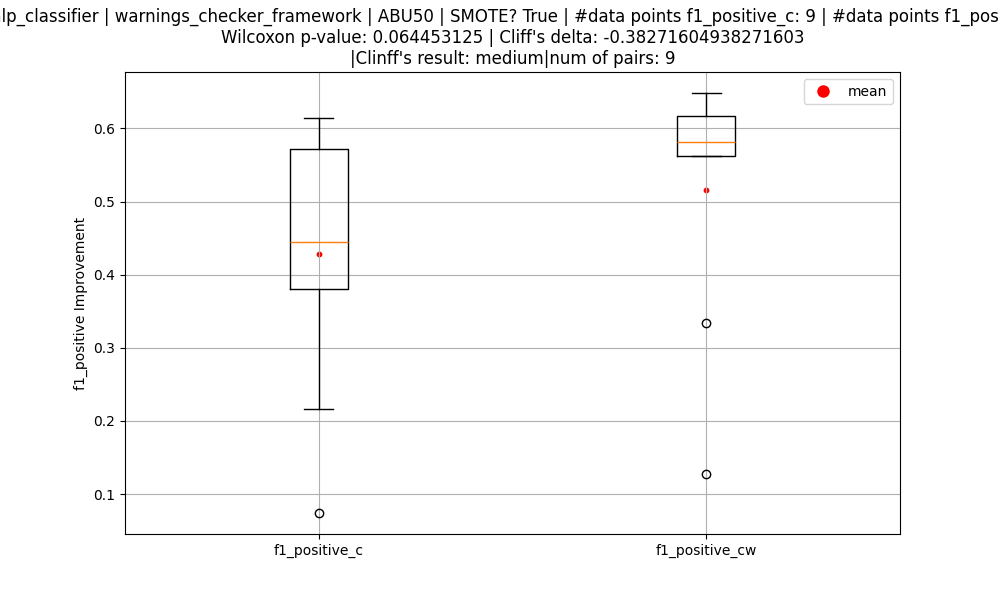 lp_classifier | warnings_checker_framework | ABU50 | SMOTE? True | #data points f1_positive_c: 9 | #data points f1_pos
Wilcoxon p-value: 0.064453125 | Cliff's delta: -0.38271604938271603
|Clinff's result: medium|num of pairs: 9
mean
0.6
0.5
0.4
0.3
0.2
0.1
f1_positive Improvement
f1_positive_c
f1_positive_cw